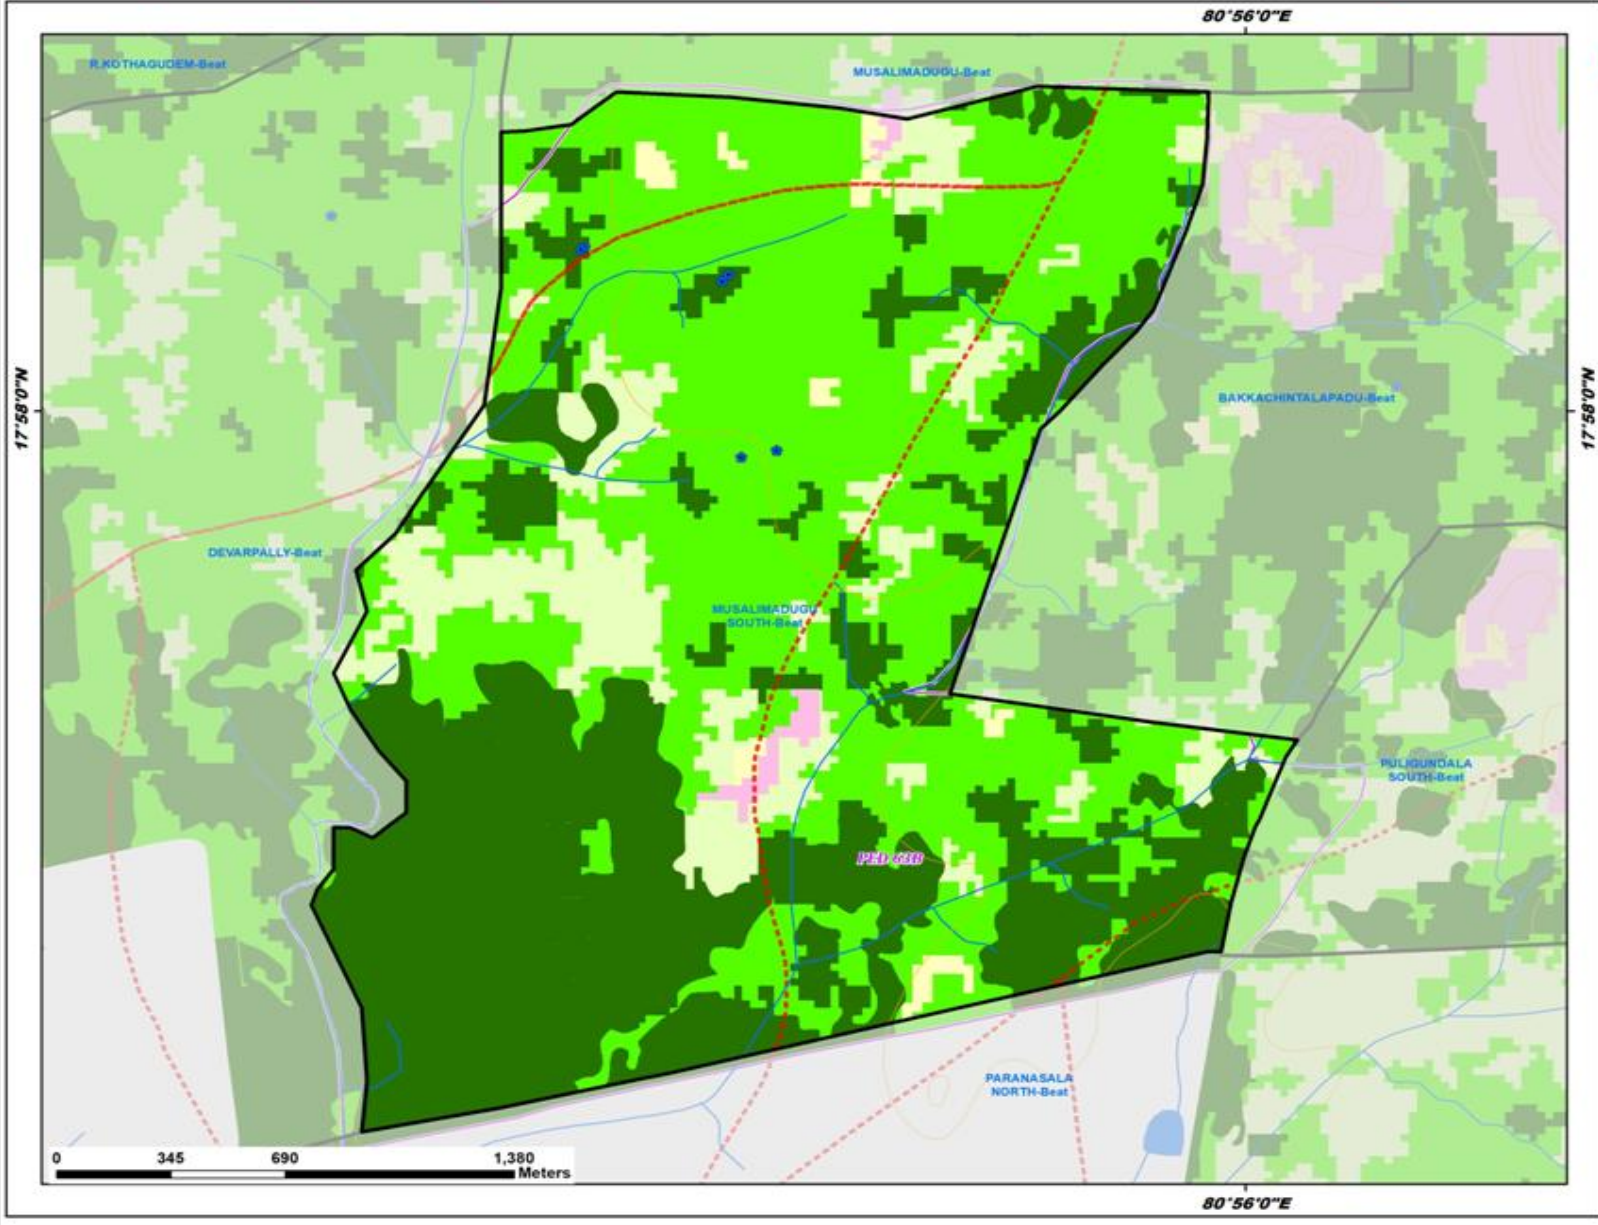 80°56'0"E
R.KOTHAGUDEM-Beat
MUSALIMADUGU-Beat
17°58'0"N
17°58'0"N
BAKKACHINTALAPADU-Beat
DEVARPALLY-Beat
MUSALIMADUGU
SOUTH-Beat
PULIGUNDALA
SOUTH-Beat
PED 63B
PARANASALA
NORTH-Beat
0 345 690 1,380
Meters
80°56'0"E